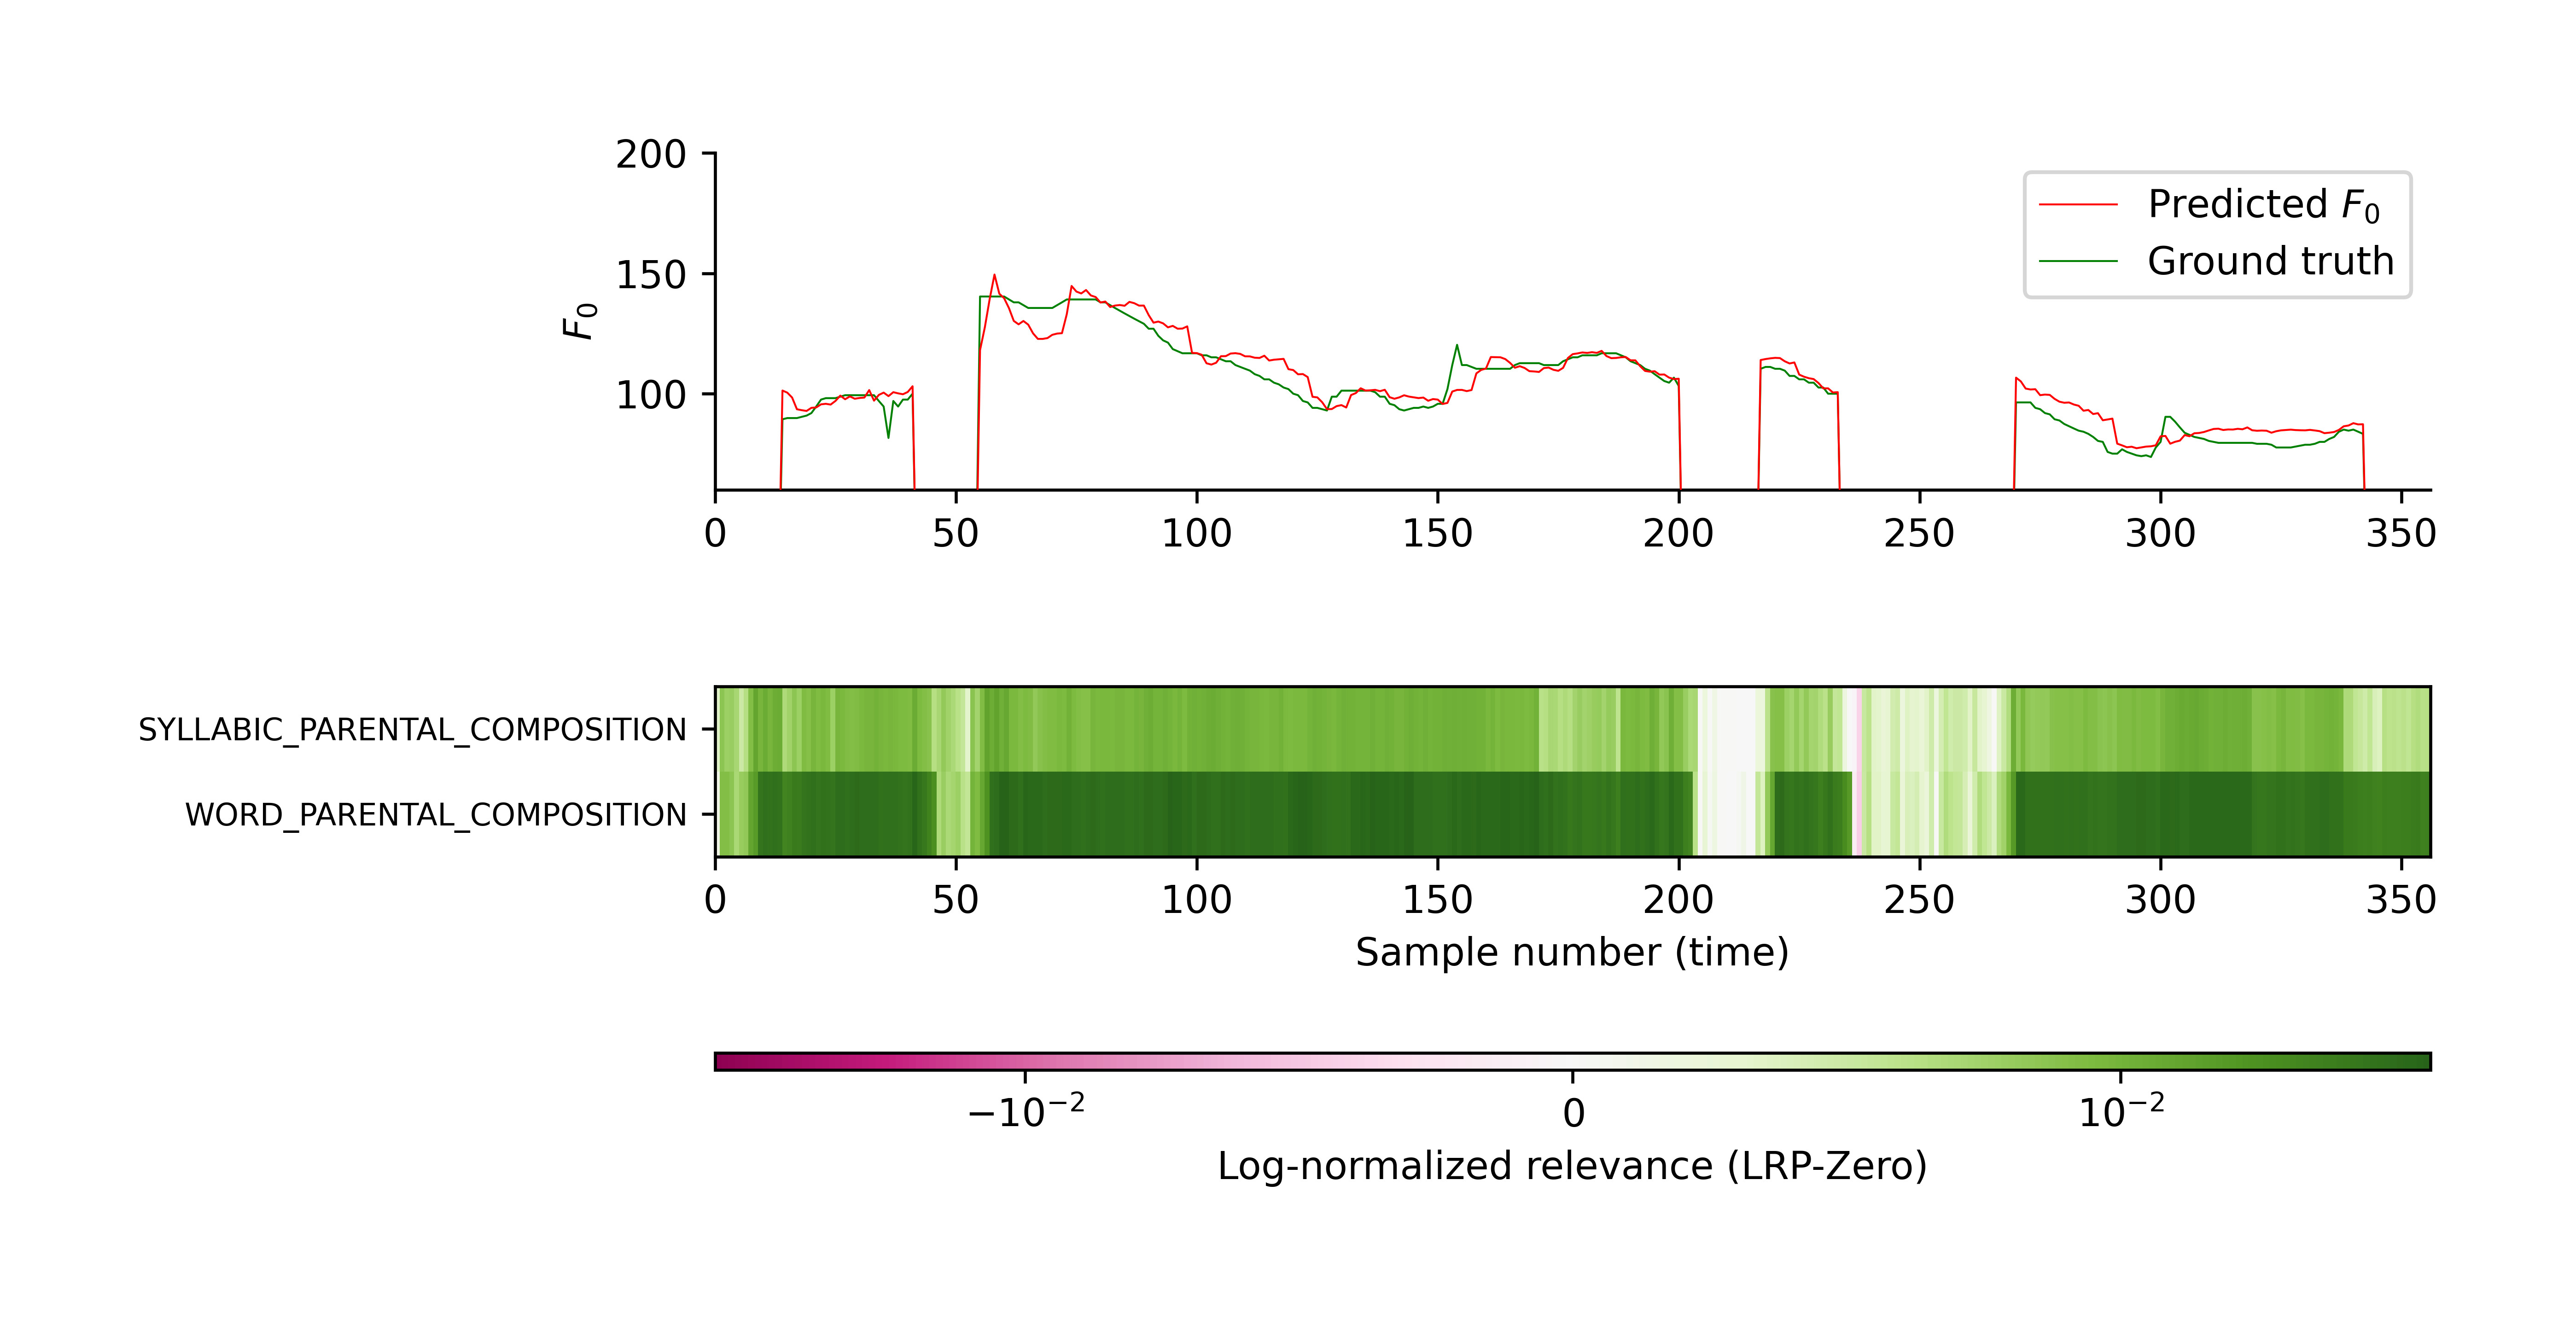 200
150
100
F₀
Predicted F₀
Ground truth
0 50 100 150 200 250 300 350
SYLLABIC_PARENTAL_COMPOSITION
WORD_PARENTAL_COMPOSITION
0 50 100 150 200 250 300 350
Sample number (time)
−10⁻² 0 10⁻²
Log-normalized relevance (LRP-Zero)